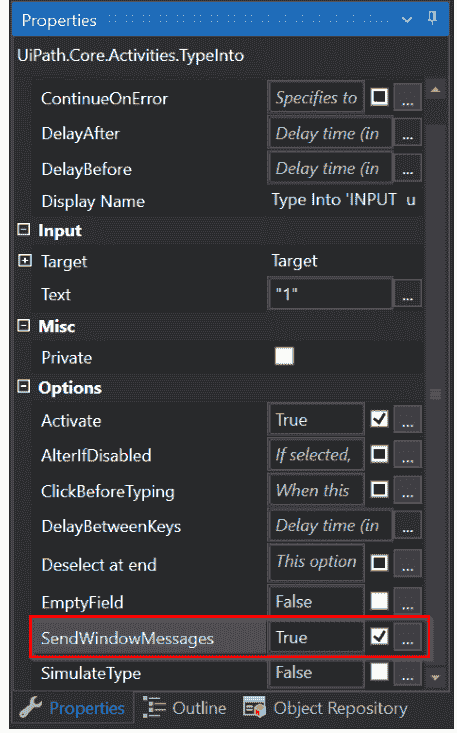 Properties
UiPath.Core.Activities.TypeInto
ContinueOnError Specifies to ...
DelayAfter Delay time (in ...
DelayBefore Delay time (in ...
Display Name Type Into 'INPUT u
Input
Target Target
Text "1" ...
Misc
Private
Options
Activate True ...
AlterIfDisabled If selected, ...
ClickBeforeTyping When this ...
DelayBetweenKeys Delay time (in ...
Deselect at end This option ...
EmptyField False ...
SendWindowMessages True ...
SimulateType False ...
Properties Outline Object Repository